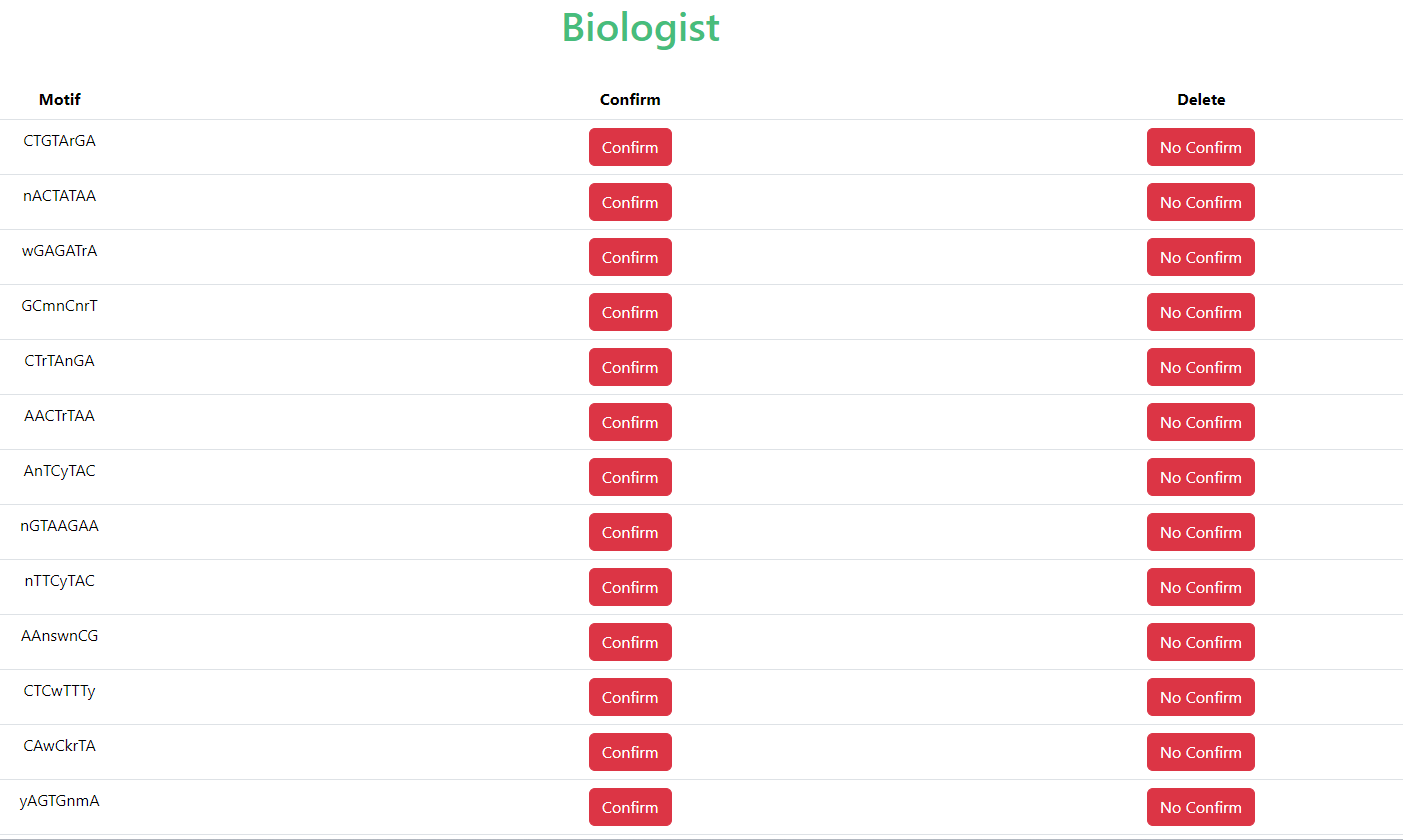 Biologist
Motif Confirm Delete
CTGTArGA Confirm No Confirm
nACTATAA Confirm No Confirm
wGAGATrA Confirm No Confirm
GCmnCnrT Confirm No Confirm
CTrTAnGA Confirm No Confirm
AACTrTAA Confirm No Confirm
AnTCyTAC Confirm No Confirm
nGTAAGAA Confirm No Confirm
nTTCyTAC Confirm No Confirm
AAnswnCG Confirm No Confirm
CTCwTTTy Confirm No Confirm
CAwCkrTA Confirm No Confirm
yAGTGnmA Confirm No Confirm